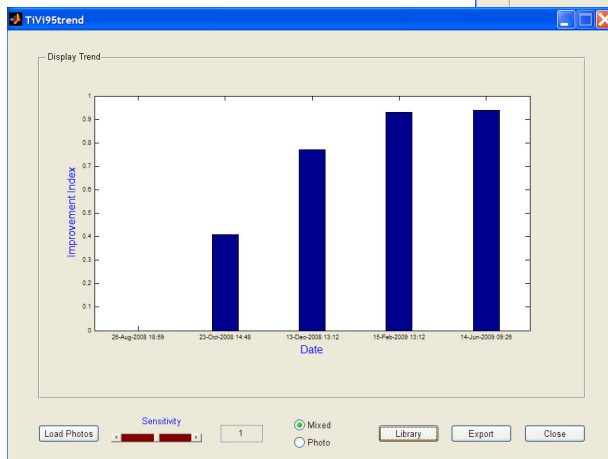 TiVi95trend
Display Trend
Improvement Index
1
0.9
0.8
0.7
0.6
0.5
0.4
0.3
0.2
0.1
0
26-Aug-2008 18:59 23-Oct-2008 14:48 13-Dec-2008 13:12 15-Feb-2009 13:12 14-Jun-2009 09:26
Date
Load Photos
Sensitivity
1
Mixed
Photo
Library
Export
Close